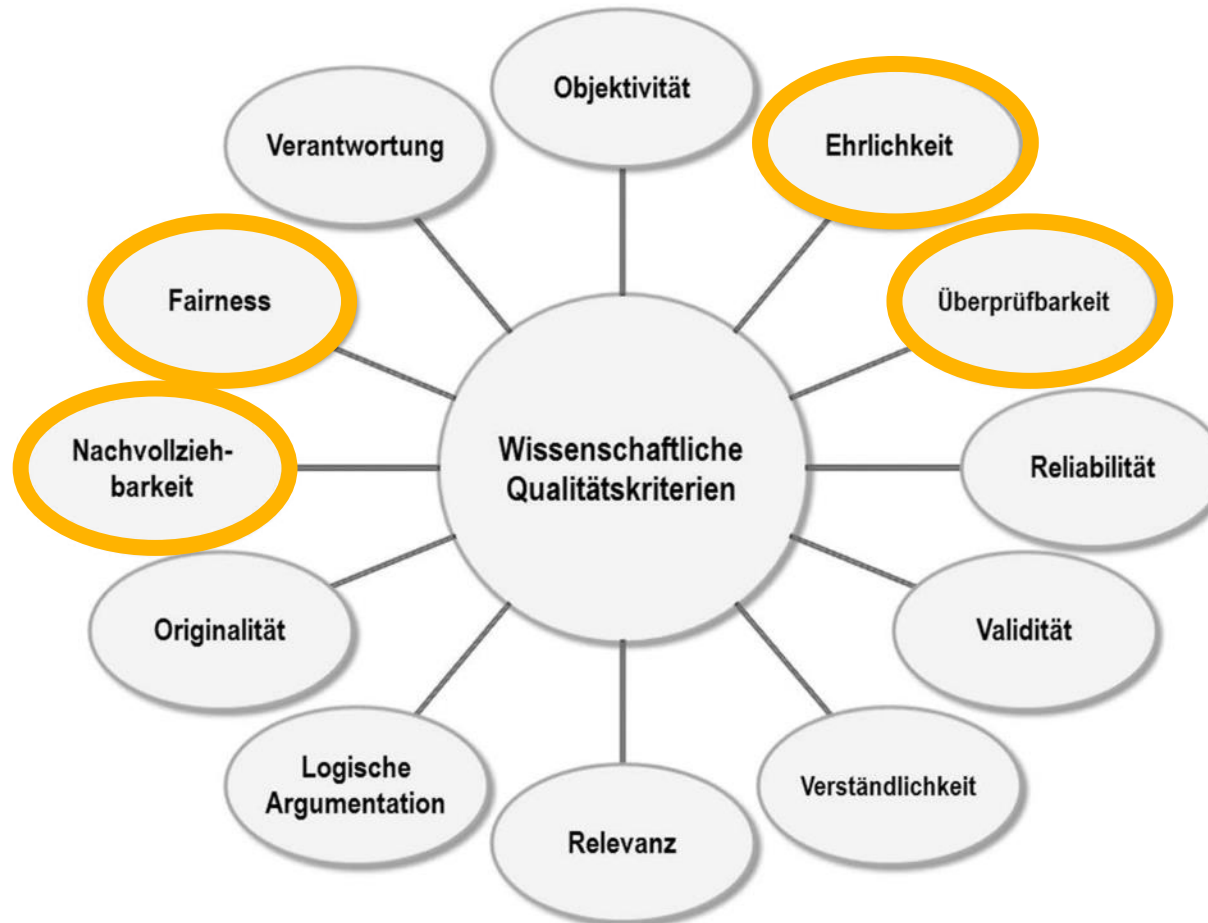 Objektivität
Ehrlichkeit
Verantwortung
Fairness
Überprüfbarkeit
Nachvollzieh-
barkeit
Wissenschaftliche
Qualitätskriterien
Reliabilität
Originalität
Validität
Logische
Argumentation
Verständlichkeit
Relevanz